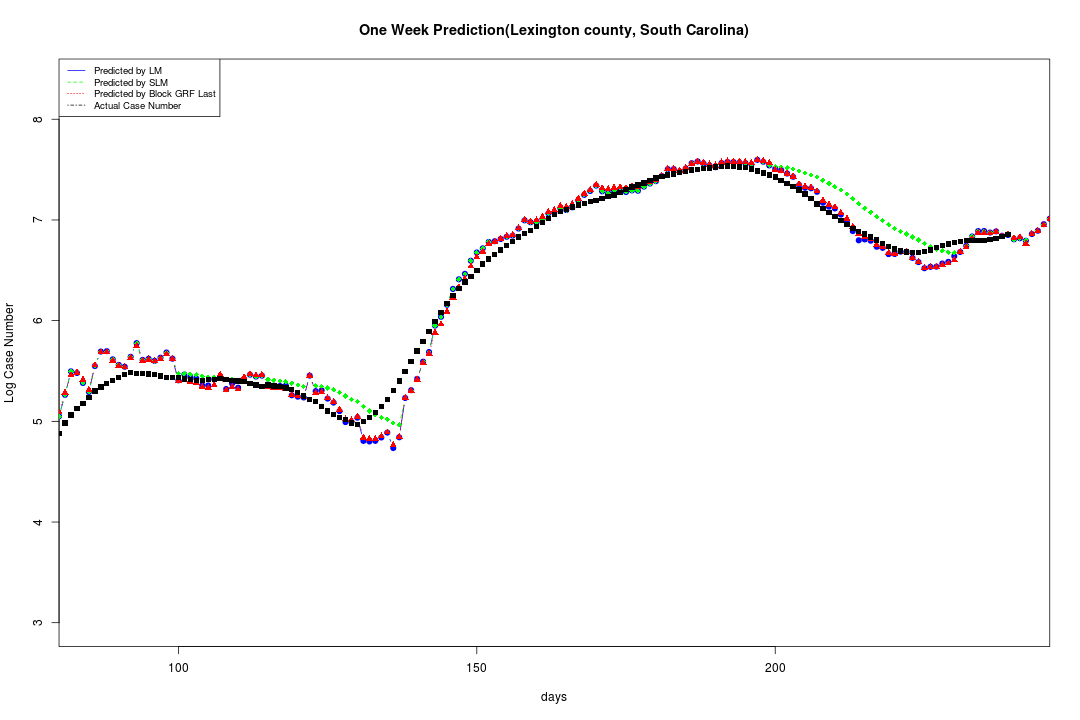 One Week Prediction(Lexington county, South Carolina)
Predicted by LM
Predicted by SLM
Predicted by Block GRF Last
Actual Case Number
8
7
6
5
4
3
Log Case Number
100
150
200
days